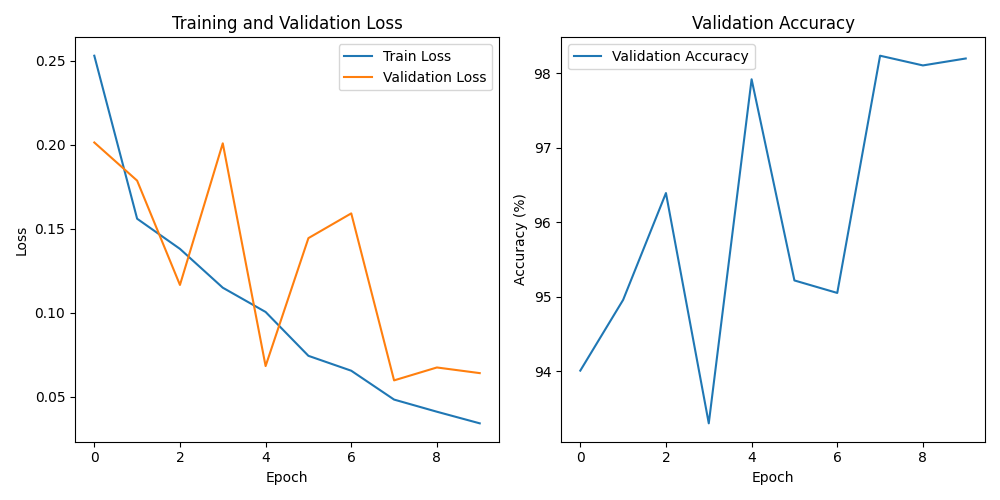 Training and Validation Loss
Train Loss
Validation Loss
0.25
0.20
0.15
0.10
0.05
Loss
0 2 4 6 8
Epoch
Validation Accuracy
Validation Accuracy
98
97
96
95
94
Accuracy (%)
0 2 4 6 8
Epoch